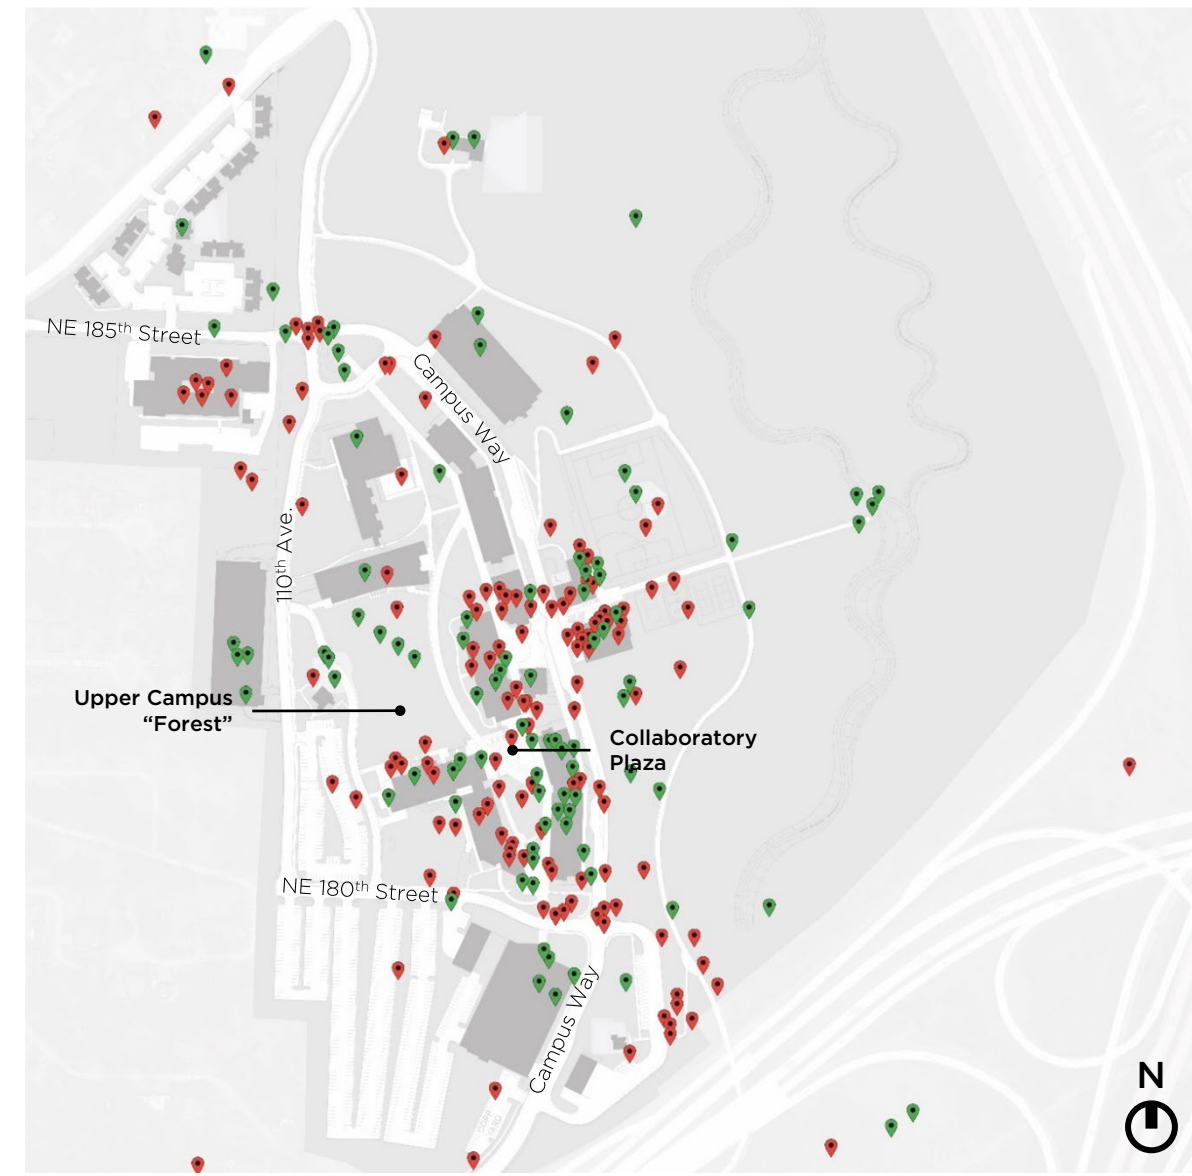 NE 185th Street
Campus Way
110th Ave.
Upper Campus
“Forest”
Collaboratory
Plaza
NE 180th Street
Campus Way
N